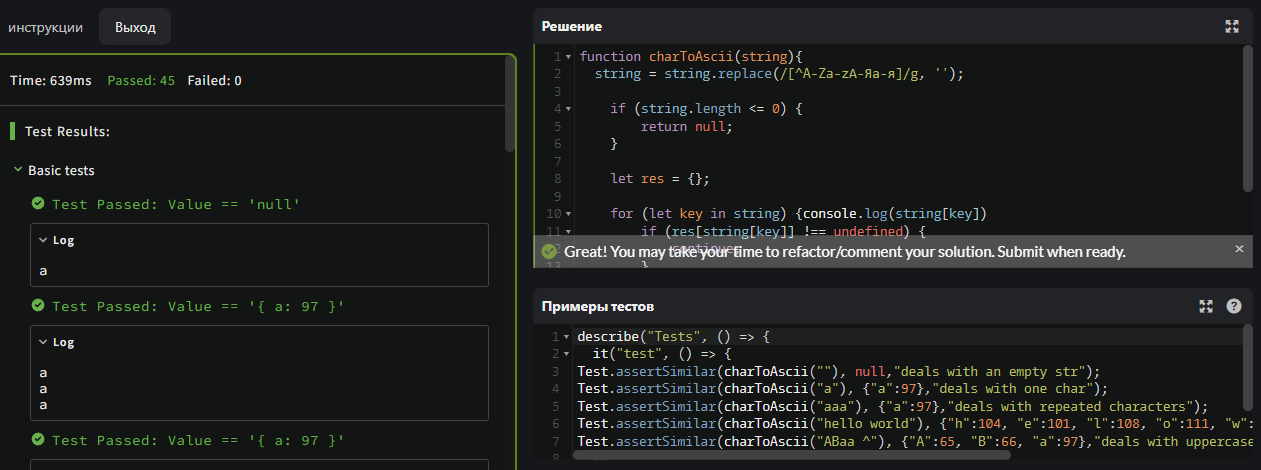 инструкции
Выход
Time: 639ms Passed: 45 Failed: 0
Test Results:
Basic tests
Test Passed: Value == 'null'
Log
a
Test Passed: Value == '{ a: 97 }'
Log
a
a
a
Test Passed: Value == '{ a: 97 }'
Решение
1 function charToAscii(string){
2 string = string.replace(/[^A-Za-zА-Яа-я]/g, '');
3
4 if (string.length <= 0) {
5 return null;
6 }
7
8 let res = {};
9
10 for (let key in string) {console.log(string[key])
11 if (res[string[key]] !== undefined) {
12 continue;
13 }
Great! You may take your time to refactor/comment your solution. Submit when ready.
×
Примеры тестов
?
1 describe("Tests", () => {
2 it("test", () => {
3 Test.assertSimilar(charToAscii(""), null,"deals with an empty str");
4 Test.assertSimilar(charToAscii("a"), {"a":97},"deals with one char");
5 Test.assertSimilar(charToAscii("aaa"), {"a":97},"deals with repeated characters");
6 Test.assertSimilar(charToAscii("hello world"), {"h":104, "e":101, "l":108, "o":111, "w":
7 Test.assertSimilar(charToAscii("ABaa ^"), {"A":65, "B":66, "a":97},"deals with uppercase
8